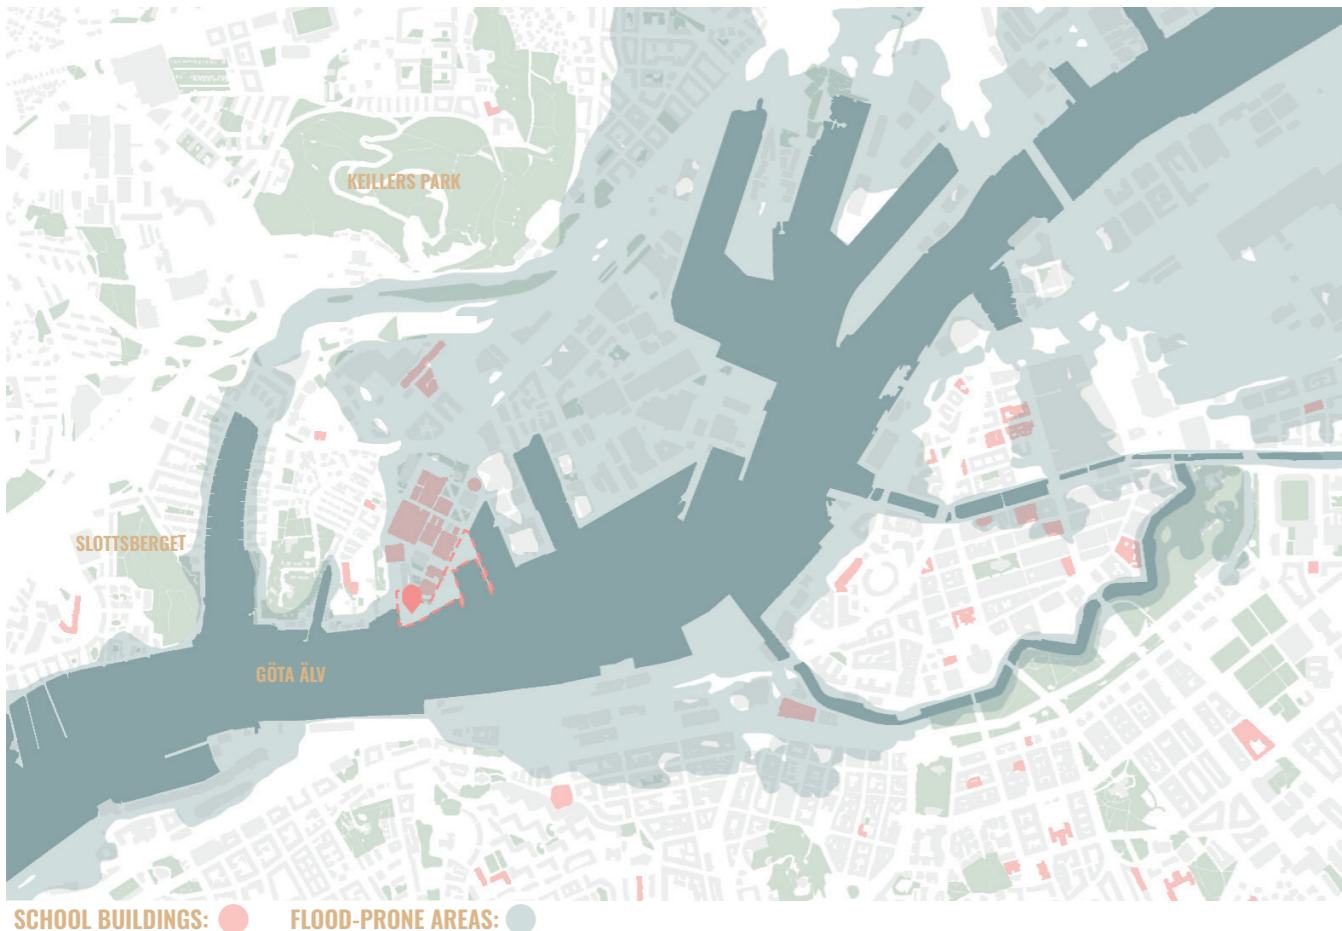 KEILLERS PARK
SLOTTSBERGET
GÖTA ÄLV
SCHOOL BUILDINGS:
FLOOD-PRONE AREAS: